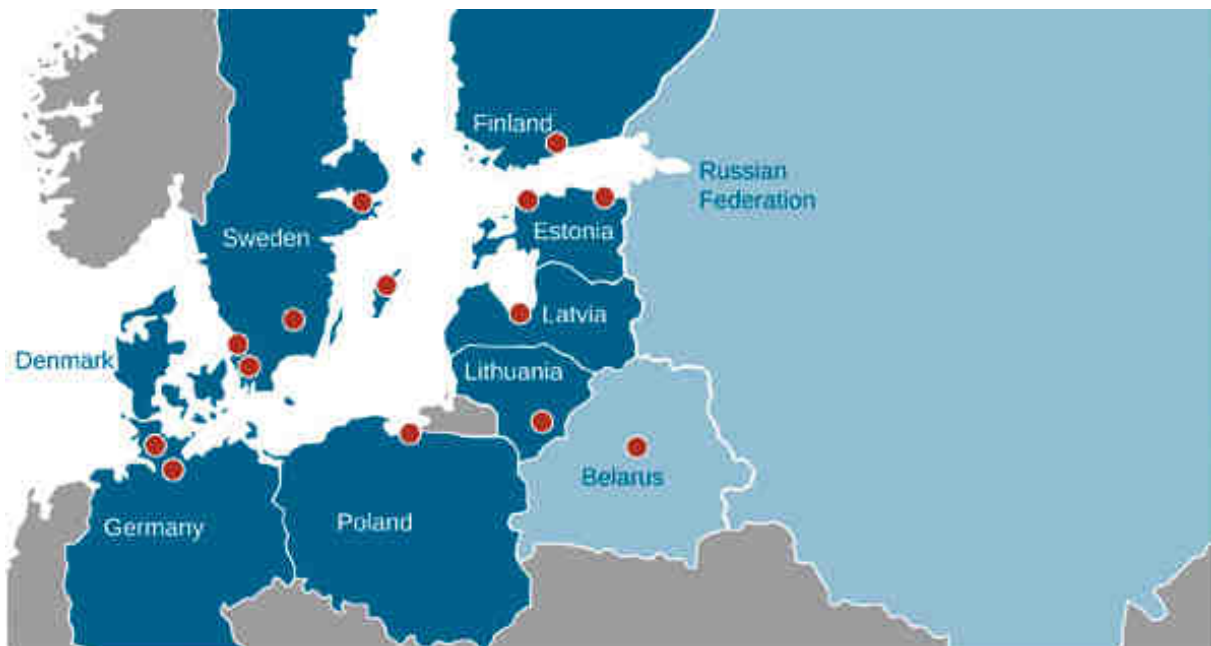 Finland
Russian
Federation
Sweden
Estonia
Latvia
Denmark
Lithuania
Belarus
Germany
Poland